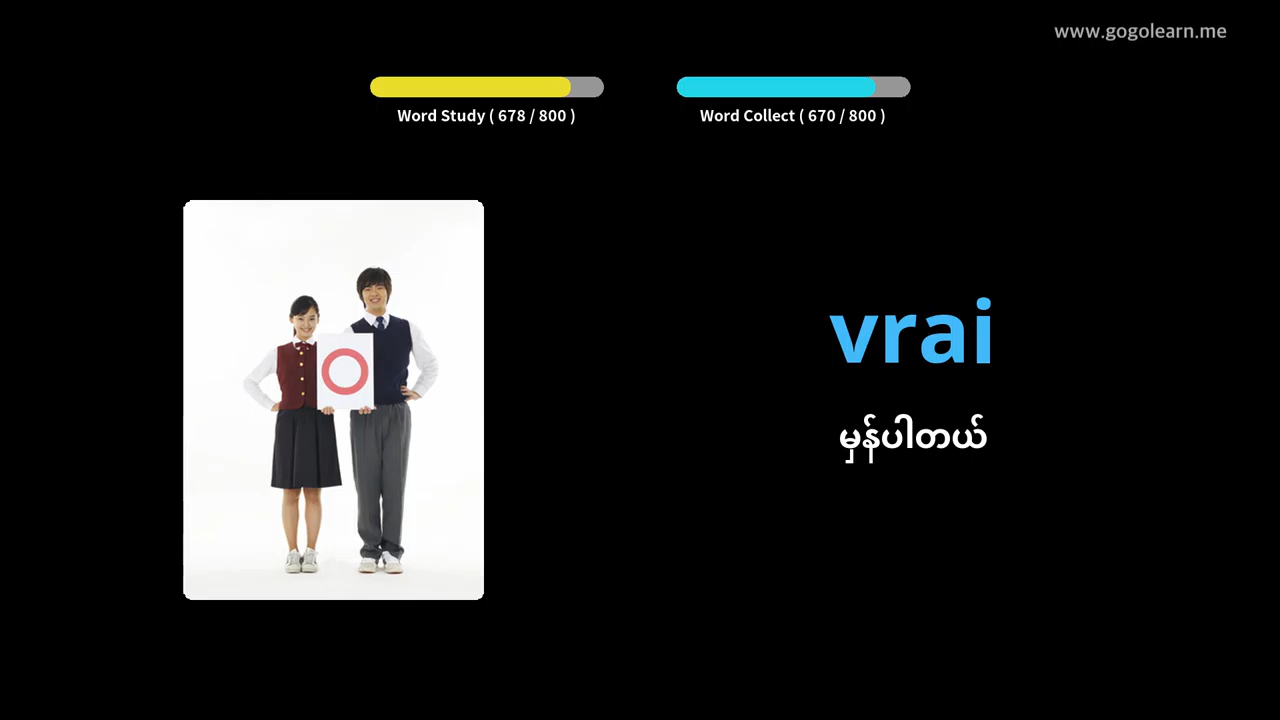 www.gogolearn.me
Word Study ( 678 / 800 )
Word Collect ( 670 / 800 )
vrai
မှန်ပါတယ်